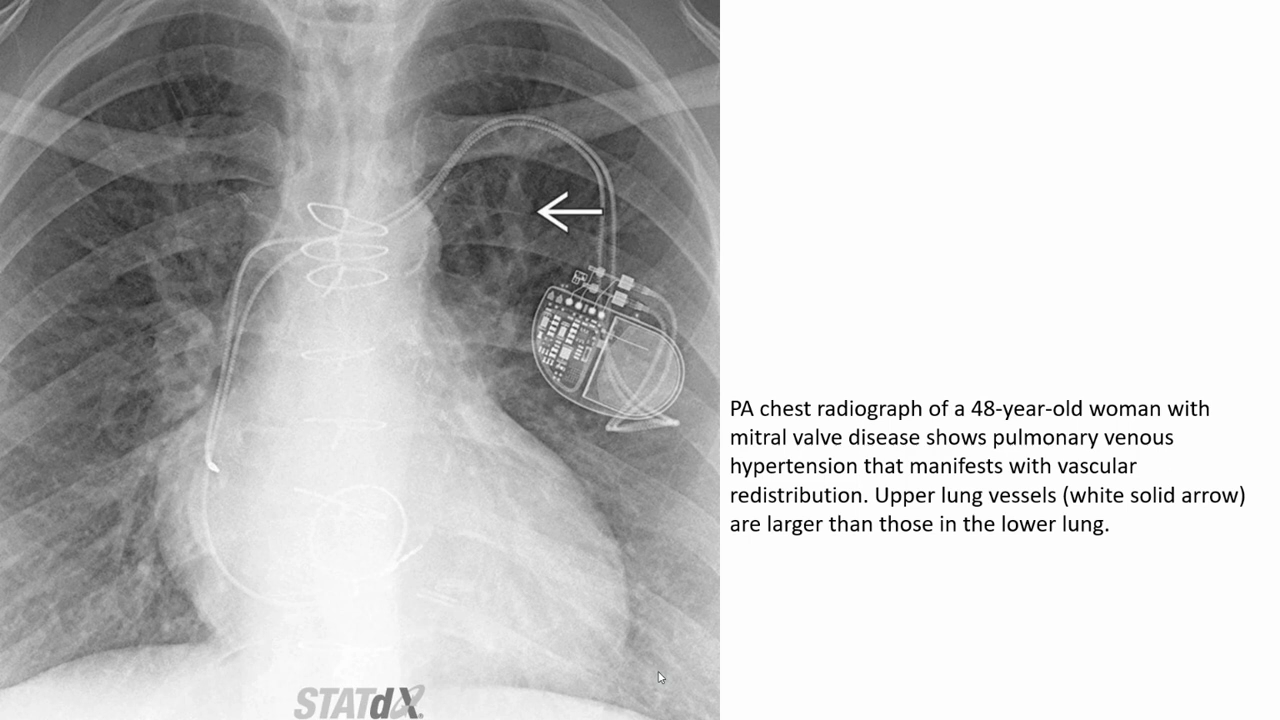 PA chest radiograph of a 48-year-old woman with
mitral valve disease shows pulmonary venous
hypertension that manifests with vascular
redistribution. Upper lung vessels (white solid arrow)
are larger than those in the lower lung.
STATdX